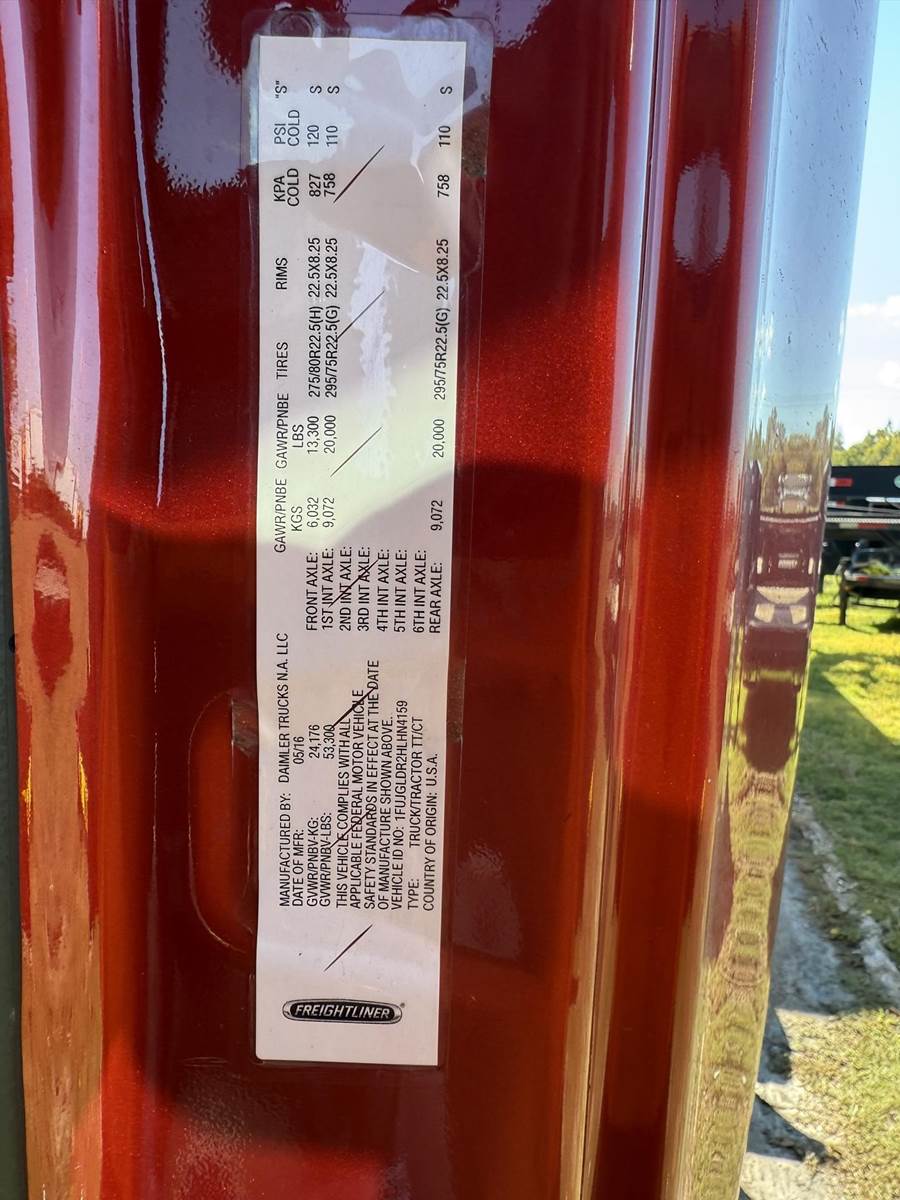 FREIGHTLINER
MANUFACTURED BY: DAIMLER TRUCKS N.A. LLC
DATE OF MFR: 05/16
GVWR/PNBV-KG: 24,176
GVWR/PNBV-LBS: 53,300
THIS VEHICLE COMPLIES WITH ALL
APPLICABLE FEDERAL MOTOR VEHICLE
SAFETY STANDARDS IN EFFECT AT THE DATE
OF MANUFACTURE SHOWN ABOVE.
VEHICLE ID NO: 1FUJGLDR2HLHN4159
TYPE: TRUCK/TRACTOR TT/CT
COUNTRY OF ORIGIN: U.S.A.
GAWR/PNBE GAWR/PNBE TIRES RIMS KPA PSI "S"
KGS LBS COLD COLD
FRONT AXLE: 6,032 13,300 275/80R22.5(H) 22.5X8.25 827 120 S
1ST INT AXLE: 9,072 20,000 295/75R22.5(G) 22.5X8.25 758 110 S
2ND INT AXLE:
3RD INT AXLE:
4TH INT AXLE:
5TH INT AXLE:
6TH INT AXLE:
REAR AXLE: 9,072 20,000 295/75R22.5(G) 22.5X8.25 758 110 S